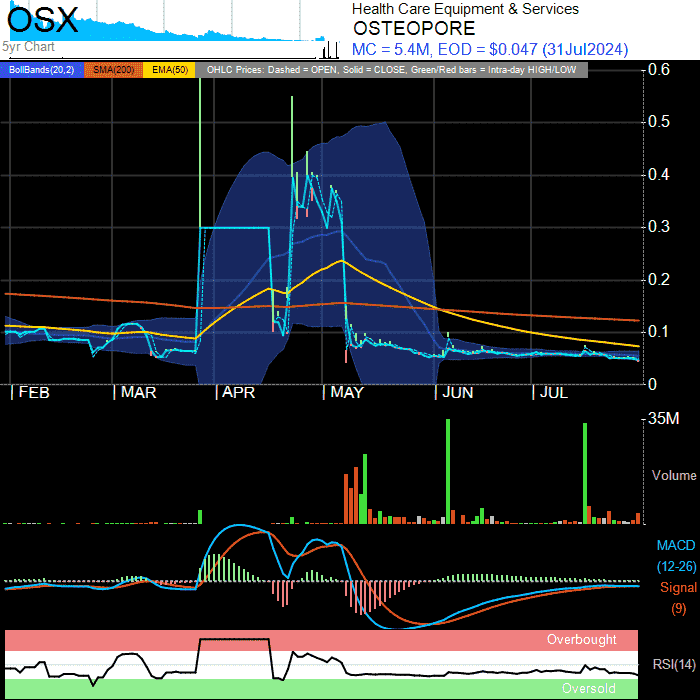 OSX
Health Care Equipment & Services
OSTEOPORE
5yr Chart
MC = 5.4M, EOD = $0.047 (31Jul2024)
BollBands(20,2) SMA(200) EMA(50) OHLC Prices: Dashed = OPEN, Solid = CLOSE, Green/Red bars = Intra-day HIGH/LOW
0.6
0.5
0.4
0.3
0.2
0.1
0
FEB MAR APR MAY JUN JUL
35M
Volume
MACD
(12-26)
Signal
(9)
Overbought
RSI(14)
Oversold